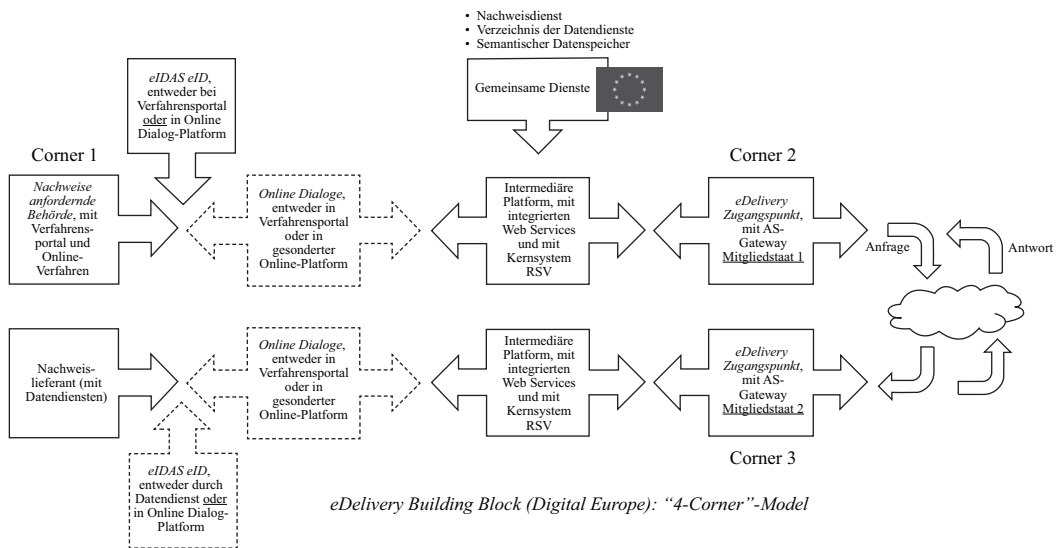 • Nachweisdienst
• Verzeichnis der Datendienste
• Semantischer Datenspeicher
Gemeinsame Dienste
eIDAS eID,
entweder bei
Verfahrensportal
oder in Online
Dialog-Platform
Corner 1
Corner 2
Nachweise
anfordernde
Behörde, mit
Verfahrens-
portal und
Online-
Verfahren
Online Dialoge,
entweder in
Verfahrensportal
oder in
gesonderter
Online-Platform
Intermediäre
Platform, mit
integrierten
Web Services
und mit
Kernsystem
RSV
eDelivery
Zugangspunkt,
mit AS-
Gateway
Mitgliedstaat 1
Anfrage
Antwort
Nachweis-
lieferant (mit
Datendiensten)
Online Dialoge,
entweder in
Verfahrensportal
oder in
gesonderter
Online-Platform
Intermediäre
Platform, mit
integrierten
Web Services
und mit
Kernsystem
RSV
eDelivery
Zugangspunkt,
mit AS-
Gateway
Mitgliedstaat 2
Corner 3
eIDAS eID,
entweder durch
Datendienst oder
in Online Dialog-
Platform
eDelivery Building Block (Digital Europe): “4-Corner”-Model